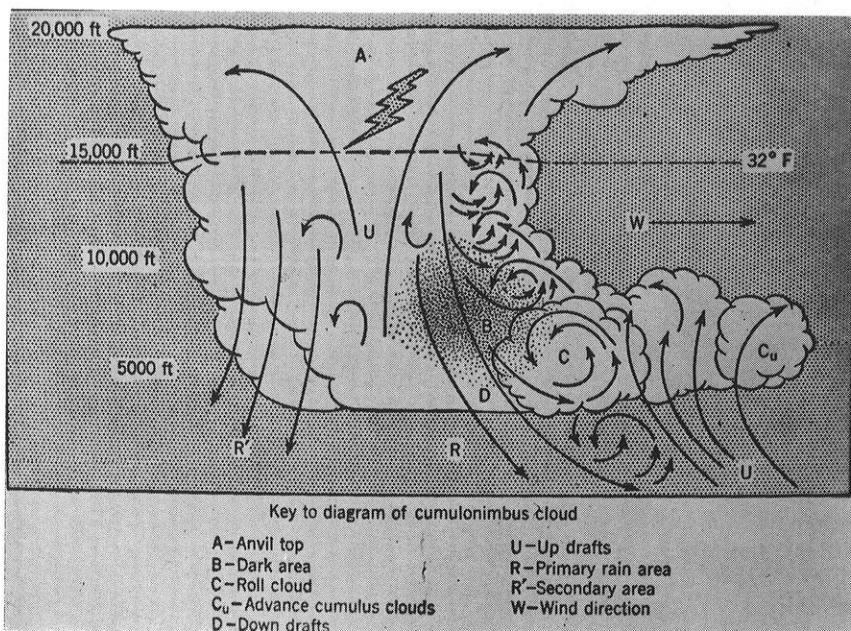 20,000 ft
A
15,000 ft
32° F
W
U
10,000 ft
B
C
Cu
5000 ft
D
R'
R
U
Key to diagram of cumulonimbus cloud
A–Anvil top
B–Dark area
C–Roll cloud
Cu–Advance cumulus clouds
D–Down drafts
U–Up drafts
R–Primary rain area
R'–Secondary area
W–Wind direction